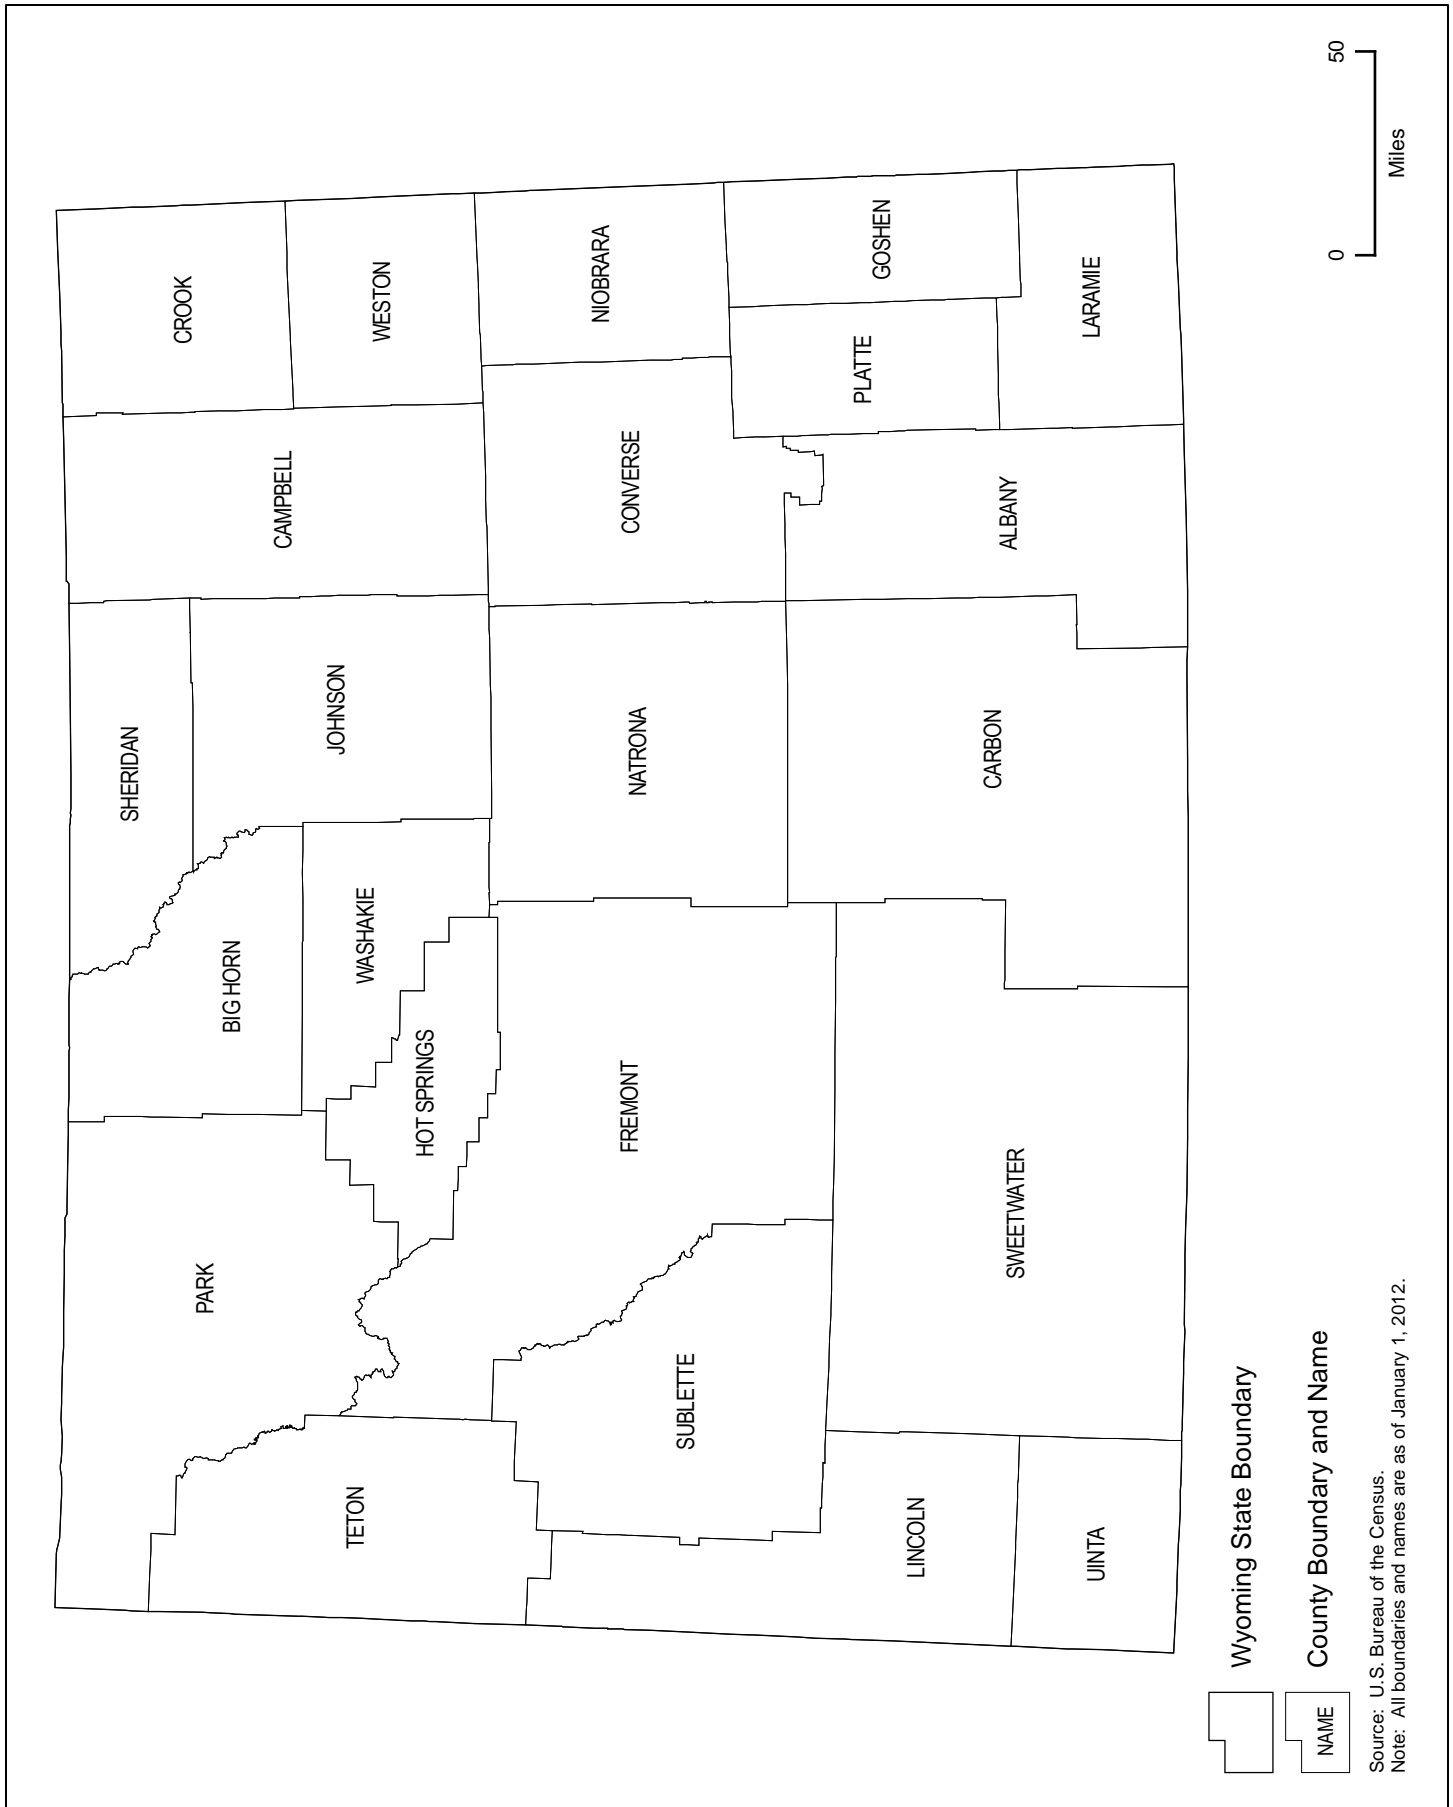 PARK
BIG HORN
SHERIDAN
CAMPBELL
CROOK
TETON
HOT SPRINGS
WASHAKIE
JOHNSON
WESTON
SUBLETTE
FREMONT
NATRONA
CONVERSE
NIOBRARA
LINCOLN
SWEETWATER
CARBON
ALBANY
PLATTE
GOSHEN
UINTA
LARAMIE
Wyoming State Boundary
NAME
County Boundary and Name
0
50
Miles
Source: U.S. Bureau of the Census.
Note: All boundaries and names are as of January 1, 2012.